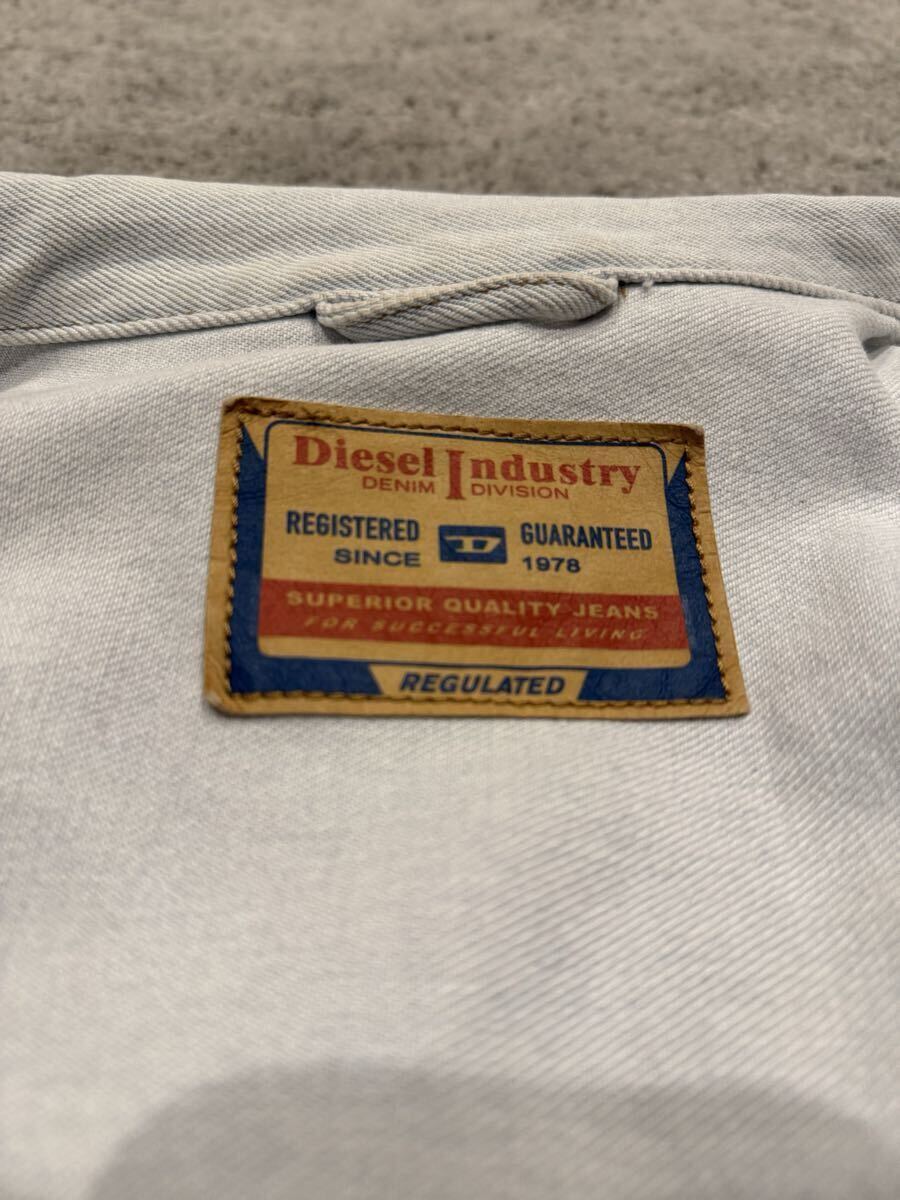 Diesel Industry
DENIM DIVISION
REGISTERED D GUARANTEED
SINCE 1978
SUPERIOR QUALITY JEANS
FOR SUCCESSFUL LIVING
REGULATED